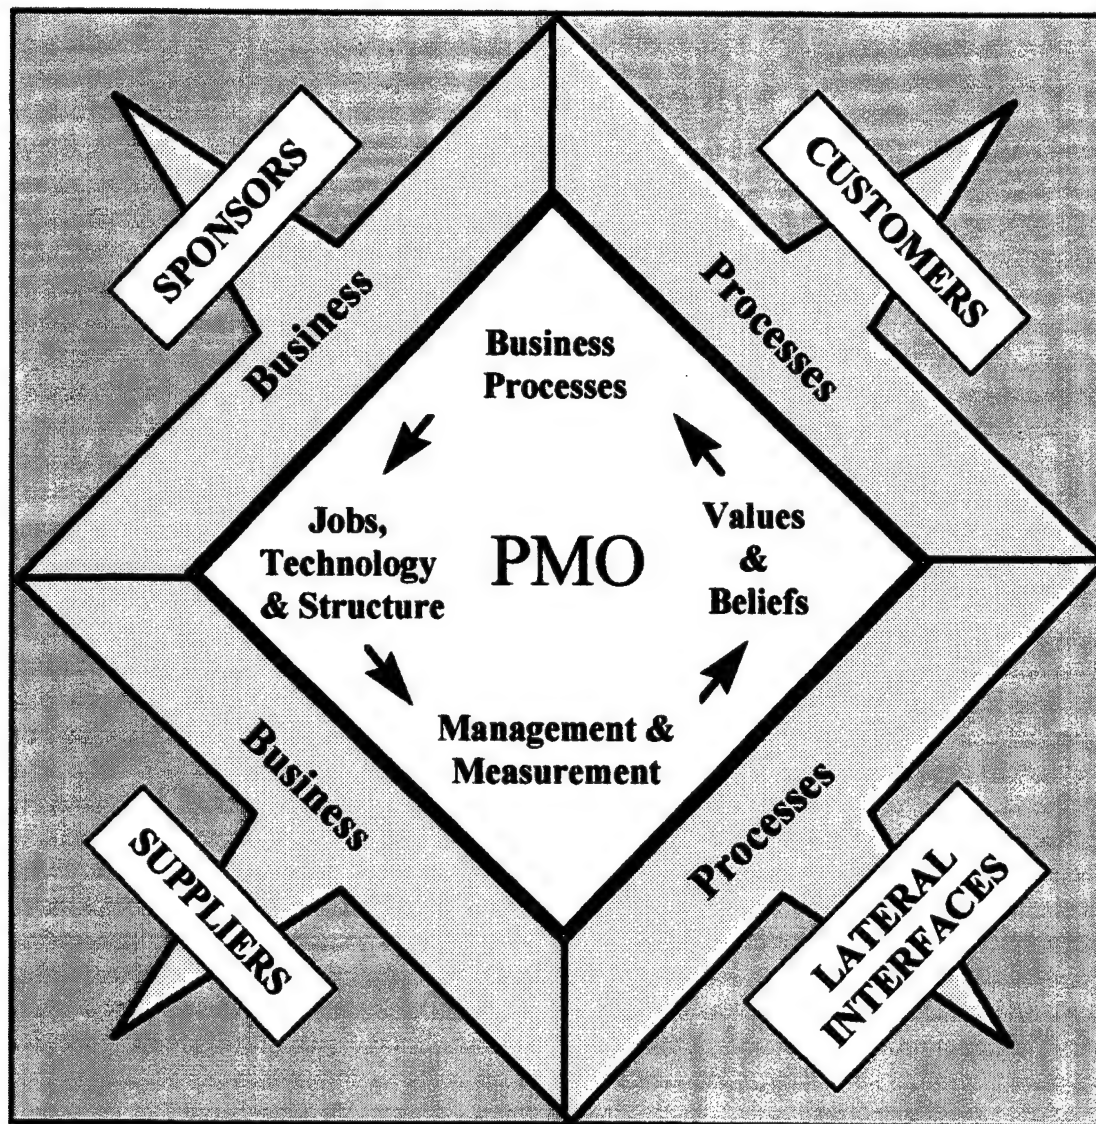 SPONSORS
CUSTOMERS
Business
Processes
Business
Processes
Jobs,
Technology
& Structure
PMO
Values
&
Beliefs
Management &
Measurement
Business
Processes
SUPPLIERS
LATERAL
INTERFACES